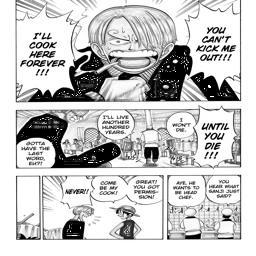 YOU
CAN'T
KICK ME
OUT!!!
I'LL
COOK
HERE
FOREVER
!!!
UNTIL
YOU
DIE
!!!
I
WON'T
DIE.
I'LL LIVE
ANOTHER
HUNDRED
YEARS.
GOTTA
HAVE THE
LAST
WORD,
EH?!
YOU
HEAR WHAT
SANJI JUST
SAID?
AYE, HE
WANTS TO
BE HEAD
CHEF.
GREAT!
YOU GOT
PERMIS-
SION!
COME BE
MY COOK!
NEVER!!